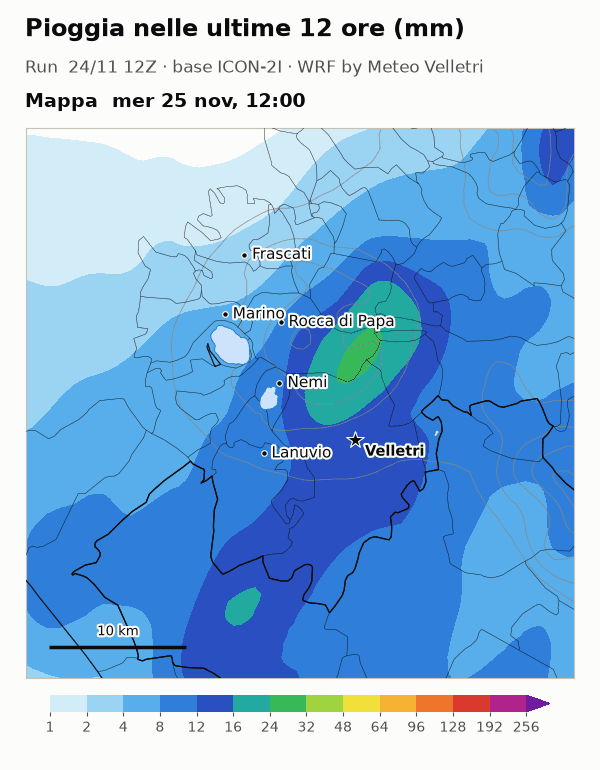 Pioggia nelle ultime 12 ore (mm)
Run 24/11 12Z · base ICON-2I · WRF by Meteo Velletri
Mappa mer 25 nov, 12:00
Frascati
Marino
Rocca di Papa
Nemi
Velletri
Lanuvio
10 km
1 2 4 8 12 16 24 32 48 64 96 128 192 256